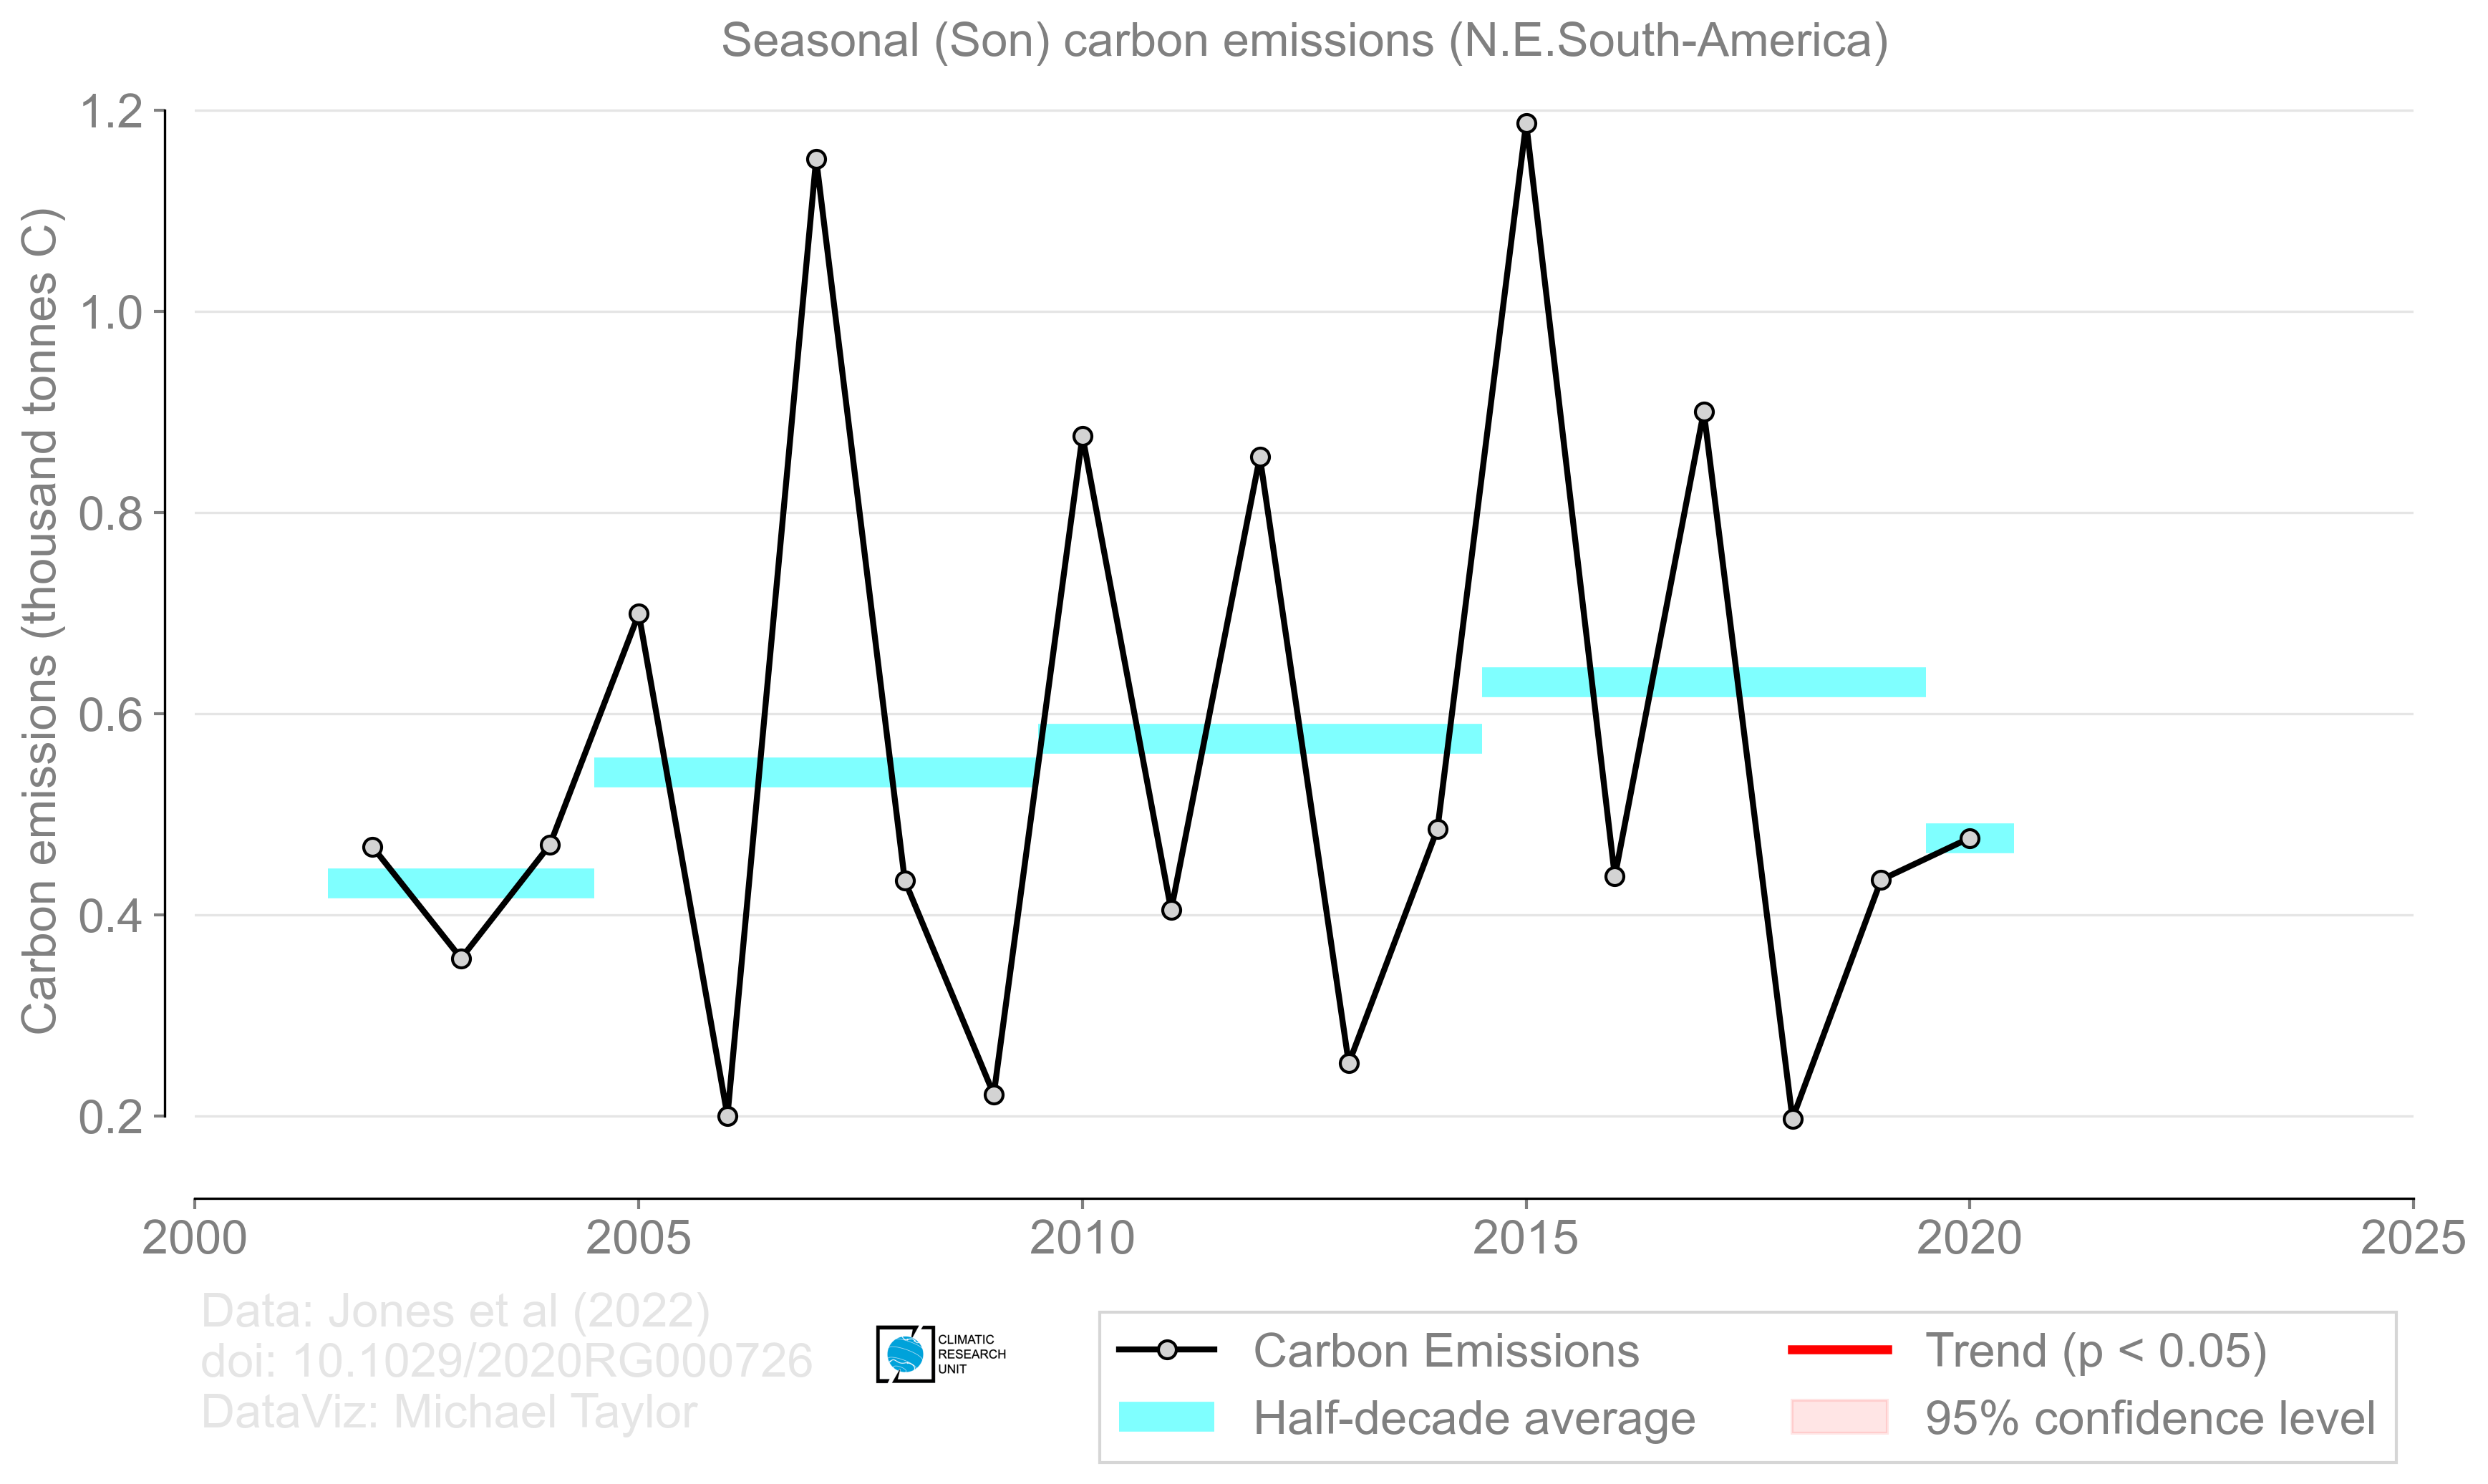 Seasonal (Son) carbon emissions (N.E.South-America)
Carbon emissions (thousand tonnes C)
1.2
1.0
0.8
0.6
0.4
0.2
2000 2005 2010 2015 2020 2025
Data: Jones et al (2022)
doi: 10.1029/2020RG000726
DataViz: Michael Taylor
CLIMATIC
RESEARCH
UNIT
Carbon Emissions
Half-decade average
Trend (p < 0.05)
95% confidence level